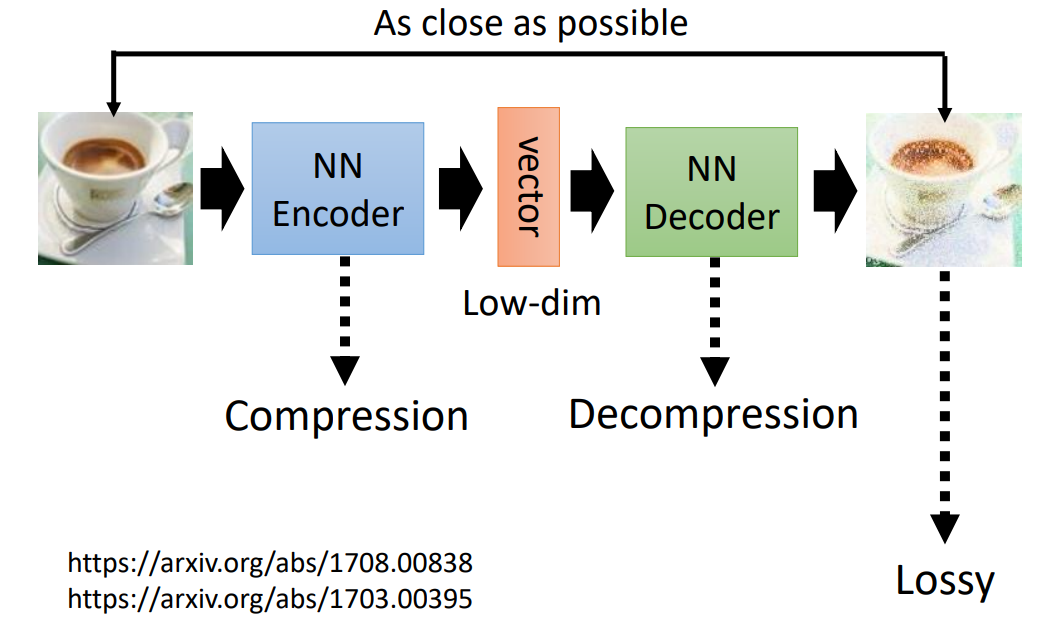 As close as possible
NN
Encoder
vector
NN
Decoder
Low-dim
Compression
Decompression
https://arxiv.org/abs/1708.00838
https://arxiv.org/abs/1703.00395
Lossy